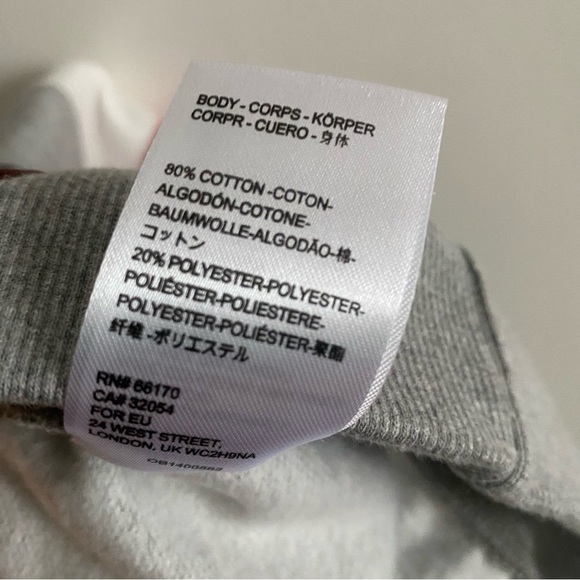 BODY - CORPS - KÖRPER
CORPR - CUERO - 身体
80% COTTON -COTON-
ALGODÓN-COTONE-
BAUMWOLLE-ALGODÃO-棉-
コットン
20% POLYESTER-POLYESTER-
POLIÉSTER-POLIESTERE-
POLYESTER-POLIÉSTER-聚酯
纤维 -ポリエステル
RN# 66170
CA# 32054
FOR EU
24 WEST STREET,
LONDON, UK WC2H9NA